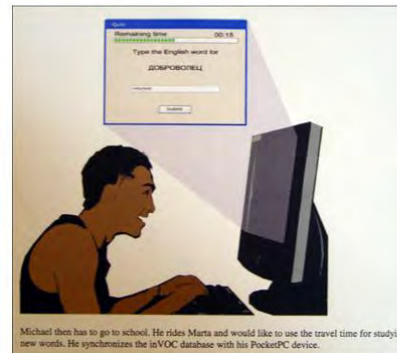 Quiz
Remaining time 00:15
Type the English word for
ДОБРОВОЛЕЦ
Submit
Michael then has to go to school. He rides Marta and would like to use the travel time for studyi
new words. He synchronizes the inVOC database with his PocketPC device.